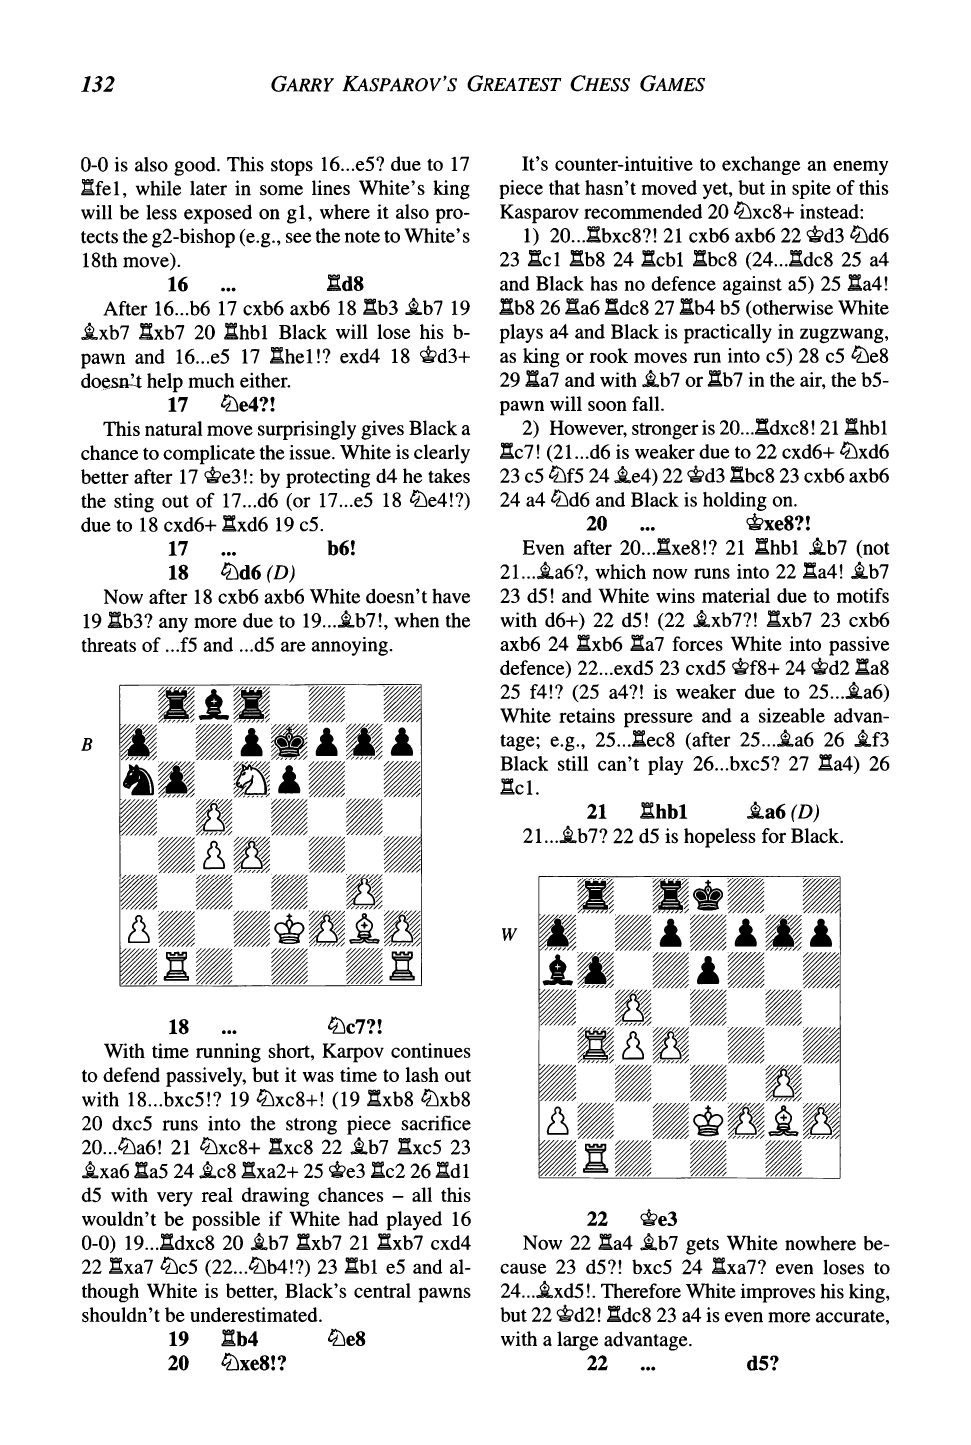 132
GARRY KASPAROV'S GREATEST CHESS GAMES
0-0 is also good. This stops 16...e5? due to 17
♖fe1, while later in some lines White's king
will be less exposed on g1, where it also pro-
tects the g2-bishop (e.g., see the note to White's
18th move).
16 ... ♖d8
After 16...b6 17 cxb6 axb6 18 ♖b3 ♗b7 19
♗xb7 ♖xb7 20 ♖hb1 Black will lose his b-
pawn and 16...e5 17 ♖he1!? exd4 18 ♔d3+
doesn't help much either.
17 ♘e4?!
This natural move surprisingly gives Black a
chance to complicate the issue. White is clearly
better after 17 ♔e3!: by protecting d4 he takes
the sting out of 17...d6 (or 17...e5 18 ♘e4!?)
due to 18 cxd6+ ♖xd6 19 c5.
17 ... b6!
18 ♘d6 (D)
Now after 18 cxb6 axb6 White doesn't have
19 ♖b3? any more due to 19...♗b7!, when the
threats of ...f5 and ...d5 are annoying.
B
18 ... ♘c7?!
With time running short, Karpov continues
to defend passively, but it was time to lash out
with 18...bxc5!? 19 ♘xc8+! (19 ♖xb8 ♘xb8
20 dxc5 runs into the strong piece sacrifice
20...♘a6! 21 ♘xc8+ ♖xc8 22 ♗b7 ♖xc5 23
♗xa6 ♖a5 24 ♗c8 ♖xa2+ 25 ♔e3 ♖c2 26 ♖d1
d5 with very real drawing chances – all this
wouldn't be possible if White had played 16
0-0) 19...♖dxc8 20 ♗b7 ♖xb7 21 ♖xb7 cxd4
22 ♖xa7 ♘c5 (22...♘b4!?) 23 ♖b1 e5 and al-
though White is better, Black's central pawns
shouldn't be underestimated.
19 ♖b4 ♘e8
20 ♘xe8!?
It's counter-intuitive to exchange an enemy
piece that hasn't moved yet, but in spite of this
Kasparov recommended 20 ♘xc8+ instead:
1) 20...♖bxc8?! 21 cxb6 axb6 22 ♔d3 ♘d6
23 ♖c1 ♖b8 24 ♖cb1 ♖bc8 (24...♖dc8 25 a4
and Black has no defence against a5) 25 ♖a4!
♖b8 26 ♖a6 ♖dc8 27 ♖b4 b5 (otherwise White
plays a4 and Black is practically in zugzwang,
as king or rook moves run into c5) 28 c5 ♘e8
29 ♖a7 and with ♗b7 or ♖b7 in the air, the b5-
pawn will soon fall.
2) However, stronger is 20...♖dxc8! 21 ♖hb1
♖c7! (21...d6 is weaker due to 22 cxd6+ ♘xd6
23 c5 ♘f5 24 ♗e4) 22 ♔d3 ♖bc8 23 cxb6 axb6
24 a4 ♘d6 and Black is holding on.
20 ... ♔xe8?!
Even after 20...♖xe8!? 21 ♖hb1 ♗b7 (not
21...♗a6?, which now runs into 22 ♖a4! ♗b7
23 d5! and White wins material due to motifs
with d6+) 22 d5! (22 ♗xb7?! ♖xb7 23 cxb6
axb6 24 ♖xb6 ♖a7 forces White into passive
defence) 22...exd5 23 cxd5 ♔f8+ 24 ♔d2 ♖a8
25 f4!? (25 a4?! is weaker due to 25...♗a6)
White retains pressure and a sizeable advan-
tage; e.g., 25...♖ec8 (after 25...♗a6 26 ♗f3
Black still can't play 26...bxc5? 27 ♖a4) 26
♖c1.
21 ♖hb1 ♗a6 (D)
21...♗b7? 22 d5 is hopeless for Black.
W
22 ♔e3
Now 22 ♖a4 ♗b7 gets White nowhere be-
cause 23 d5?! bxc5 24 ♖xa7? even loses to
24...♗xd5!. Therefore White improves his king,
but 22 ♔d2! ♖dc8 23 a4 is even more accurate,
with a large advantage.
22 ... d5?